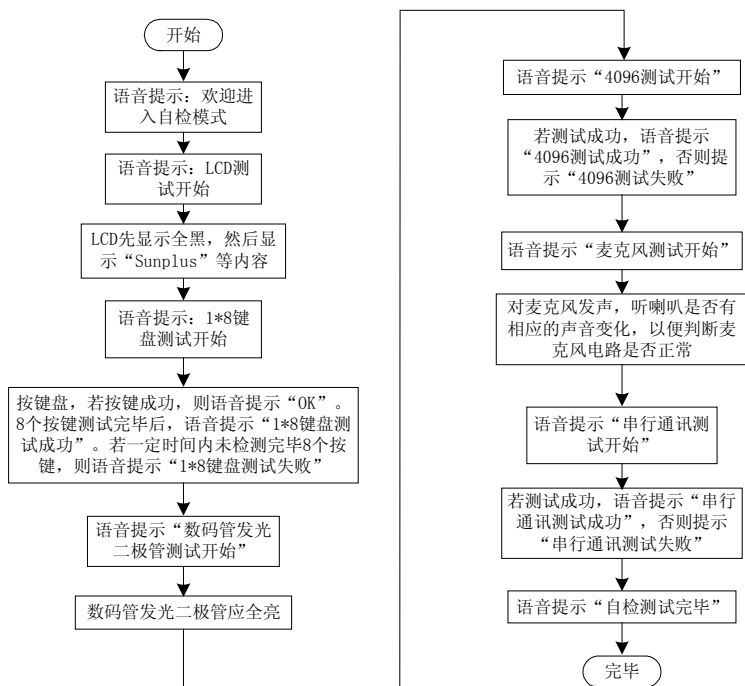 开始
语音提示：欢迎进
入自检模式
语音提示：LCD测
试开始
LCD先显示全黑，然后显
示“Sunplus”等内容
语音提示：1*8键
盘测试开始
按键盘，若按键成功，则语音提示“OK”。
8个按键测试完毕后，语音提示“1*8键盘测
试成功”。若一定时间内未检测完毕8个按
键，则语音提示“1*8键盘测试失败”
语音提示“数码管发光
二极管测试开始”
数码管发光二极管应全亮
语音提示“4096测试开始”
若测试成功，语音提示
“4096测试成功”，否则提
示“4096测试失败”
语音提示“麦克风测试开始”
对麦克风发声，听喇叭是否有
相应的声音变化，以便判断麦
克风电路是否正常
语音提示“串行通讯测
试开始”
若测试成功，语音提示“串行
通讯测试成功”，否则提示
“串行通讯测试失败”
语音提示“自检测试完毕”
完毕